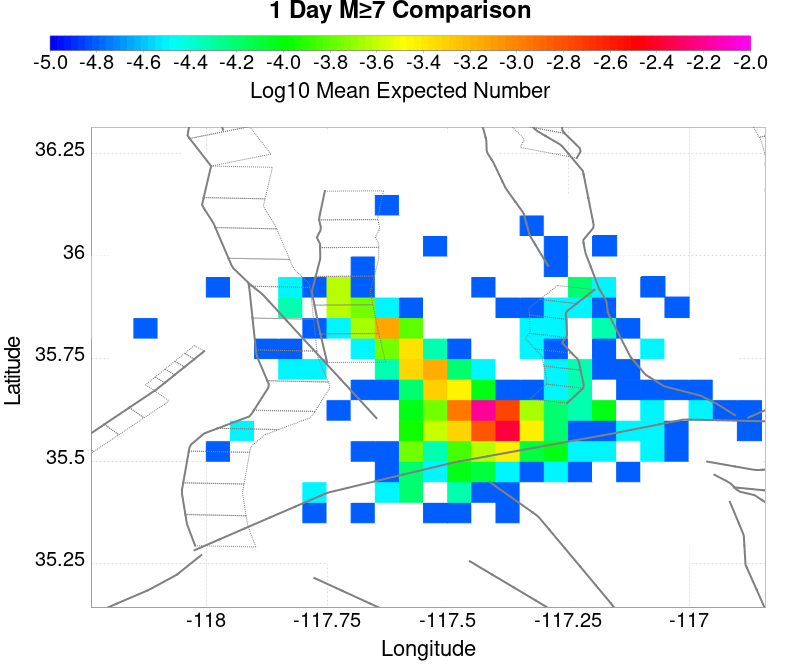 1 Day M≥7 Comparison
-5.0 -4.8 -4.6 -4.4 -4.2 -4.0 -3.8 -3.6 -3.4 -3.2 -3.0 -2.8 -2.6 -2.4 -2.2 -2.0
Log10 Mean Expected Number
36.25
36
35.75
35.5
35.25
Latitude
-118 -117.75 -117.5 -117.25 -117
Longitude